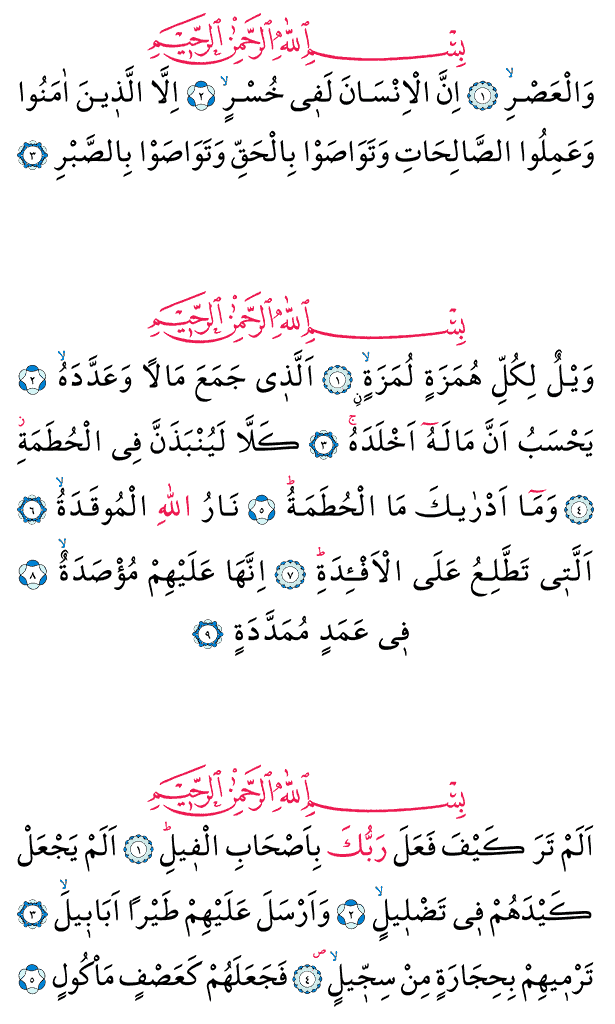 بِسْمِ اللّٰهِ الرَّحْمٰنِ الرَّحِيمِ
وَالْعَصْرِۙ ﴿١﴾ اِنَّ الْاِنْسَانَ لَفٖى خُسْرٍۙ ﴿٢﴾ اِلَّا الَّذٖينَ اٰمَنُوا
وَعَمِلُوا الصَّالِحَاتِ وَتَوَاصَوْا بِالْحَقِّ وَتَوَاصَوْا بِالصَّبْرِ ﴿٣﴾
بِسْمِ اللّٰهِ الرَّحْمٰنِ الرَّحِيمِ
وَيْلٌ لِكُلِّ هُمَزَةٍ لُمَزَةٍۙ ﴿١﴾ اَلَّذٖى جَمَعَ مَالًا وَعَدَّدَهُۙ ﴿٢﴾
يَحْسَبُ اَنَّ مَالَهُٓ اَخْلَدَهُۚ ﴿٣﴾ كَلَّا لَيُنْبَذَنَّ فِى الْحُطَمَةِۘ
﴿٤﴾ وَمَٓا اَدْرٰيكَ مَا الْحُطَمَةُؕ ﴿٥﴾ نَارُ اللّٰهِ الْمُوقَدَةُۙ ﴿٦﴾
اَلَّتٖى تَطَّلِعُ عَلَى الْاَفْـِٔدَةِؕ ﴿٧﴾ اِنَّهَا عَلَيْهِمْ مُؤْصَدَةٌۙ ﴿٨﴾
فٖى عَمَدٍ مُمَدَّدَةٍ ﴿٩﴾
بِسْمِ اللّٰهِ الرَّحْمٰنِ الرَّحِيمِ
اَلَمْ تَرَ كَيْفَ فَعَلَ رَبُّكَ بِاَصْحَابِ الْفٖيلِؕ ﴿١﴾ اَلَمْ يَجْعَلْ
كَيْدَهُمْ فٖى تَضْلٖيلٍۙ ﴿٢﴾ وَاَرْسَلَ عَلَيْهِمْ طَيْرًا اَبَابٖيلَۙ ﴿٣﴾
تَرْمٖيهِمْ بِحِجَارَةٍ مِنْ سِجّٖيلٍۙ ﴿٤﴾ فَجَعَلَهُمْ كَعَصْفٍ مَاْكُولٍ ﴿٥﴾